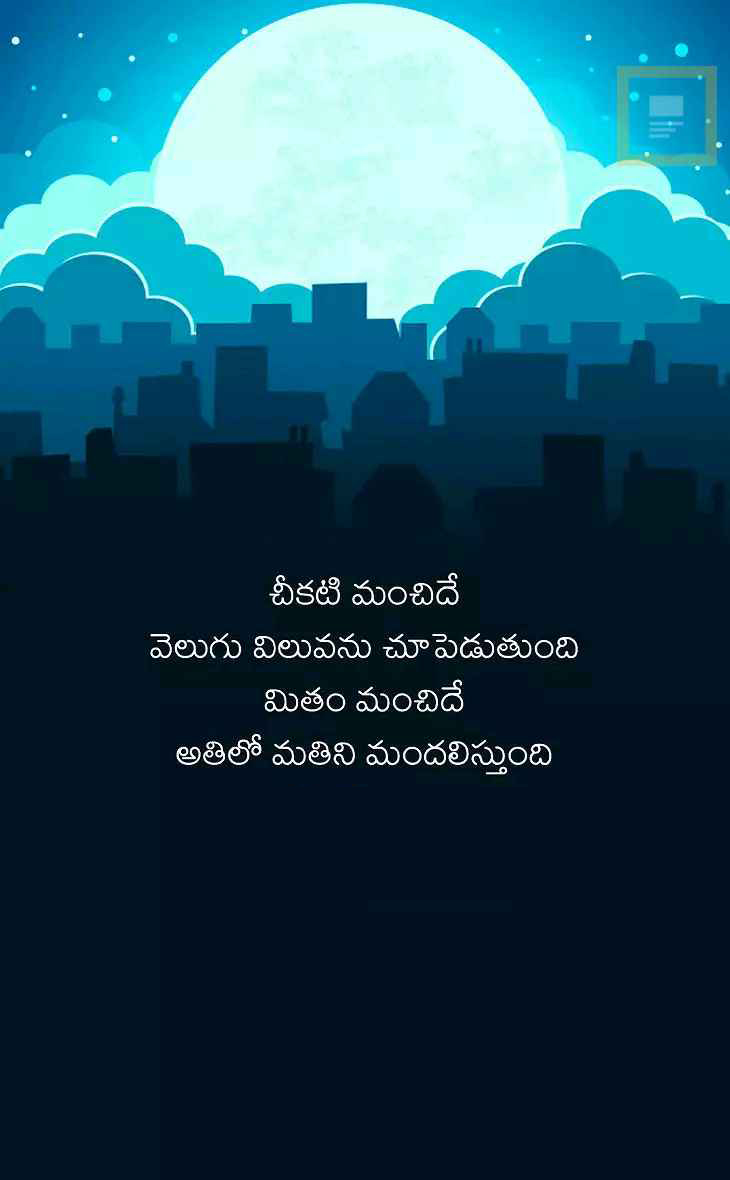 చీకటి మంచిదే
వెలుగు విలువను చూపెడుతుంది
మితం మంచిదే
అతిలో మతిని మందలిస్తుంది